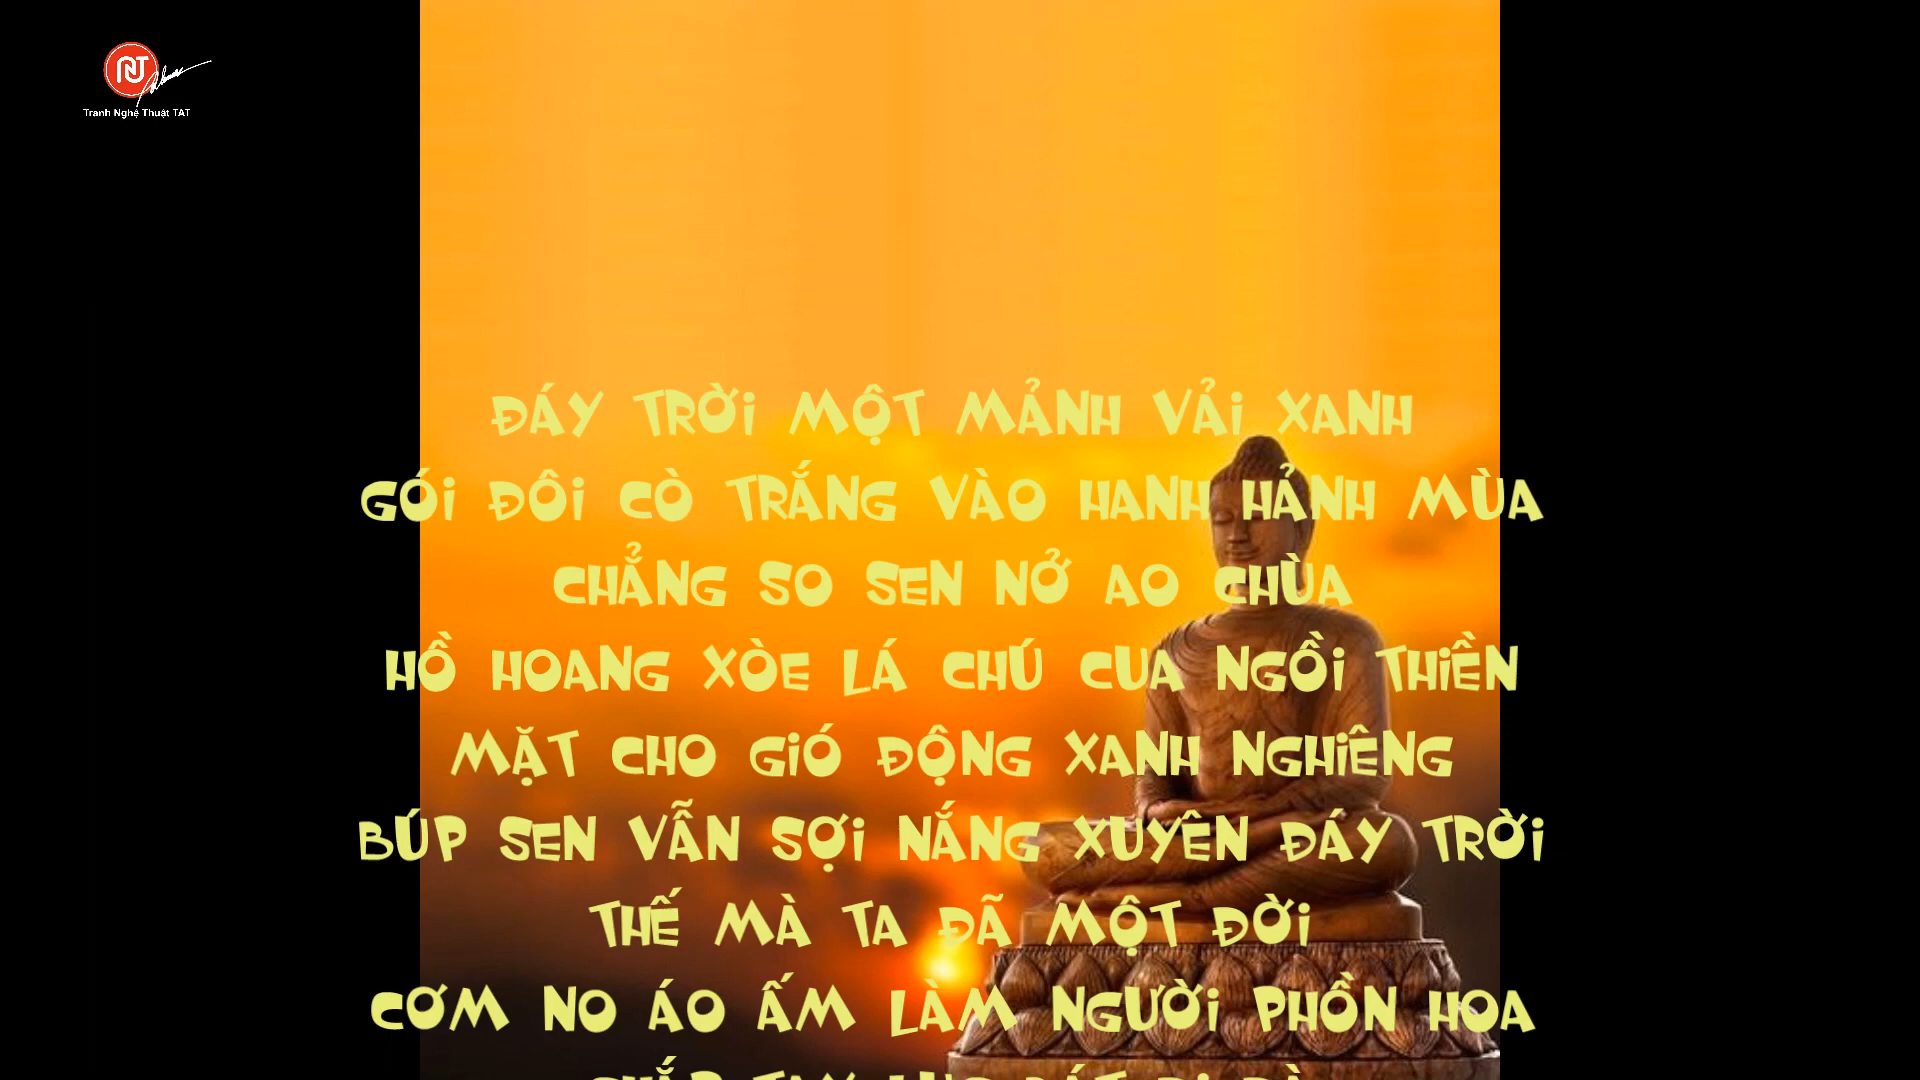 Tranh Nghệ Thuật TAT
ĐÁY TRỜI MỘT MẢNH VẢI XANH
GÓI ĐÔI CÒ TRẮNG VÀO HANH HẢNH MÙA
CHẲNG SO SEN NỞ AO CHÙA
HỒ HOANG XÒE LÁ CHÚ CUA NGỒI THIỀN
MẶT CHO GIÓ ĐỘNG XANH NGHIÊNG
BÚP SEN VẪN SỢI NẮNG XUYÊN ĐÁY TRỜI
THẾ MÀ TA ĐÃ MỘT ĐỜI
CƠM NO ÁO ẤM LÀM NGƯỜI PHỒN HOA